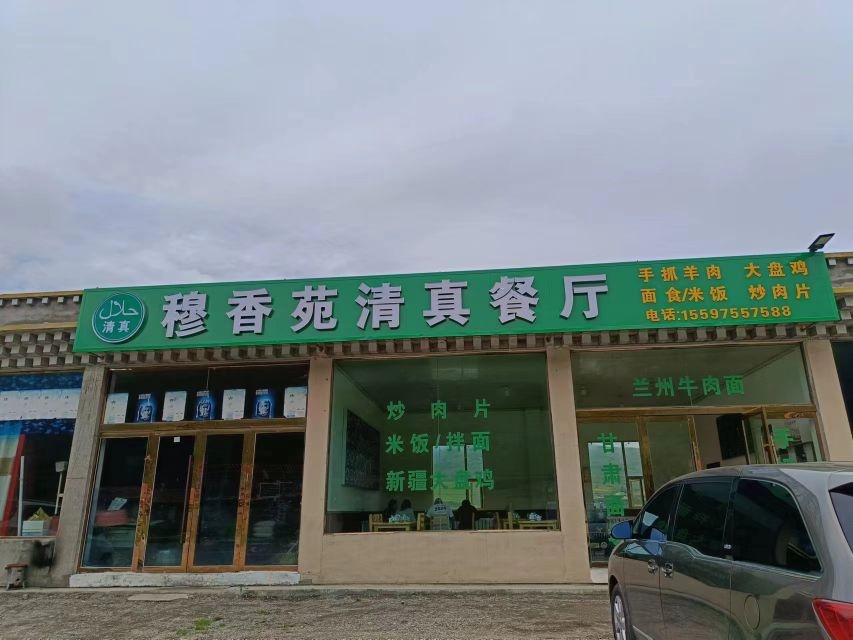 حلال
清真
穆香苑清真餐厅
手抓羊肉 大盘鸡
面食/米饭 炒肉片
电话:15597557588
炒肉片
米饭/拌面
新疆大盘鸡
兰州牛肉面
甘肃面
手